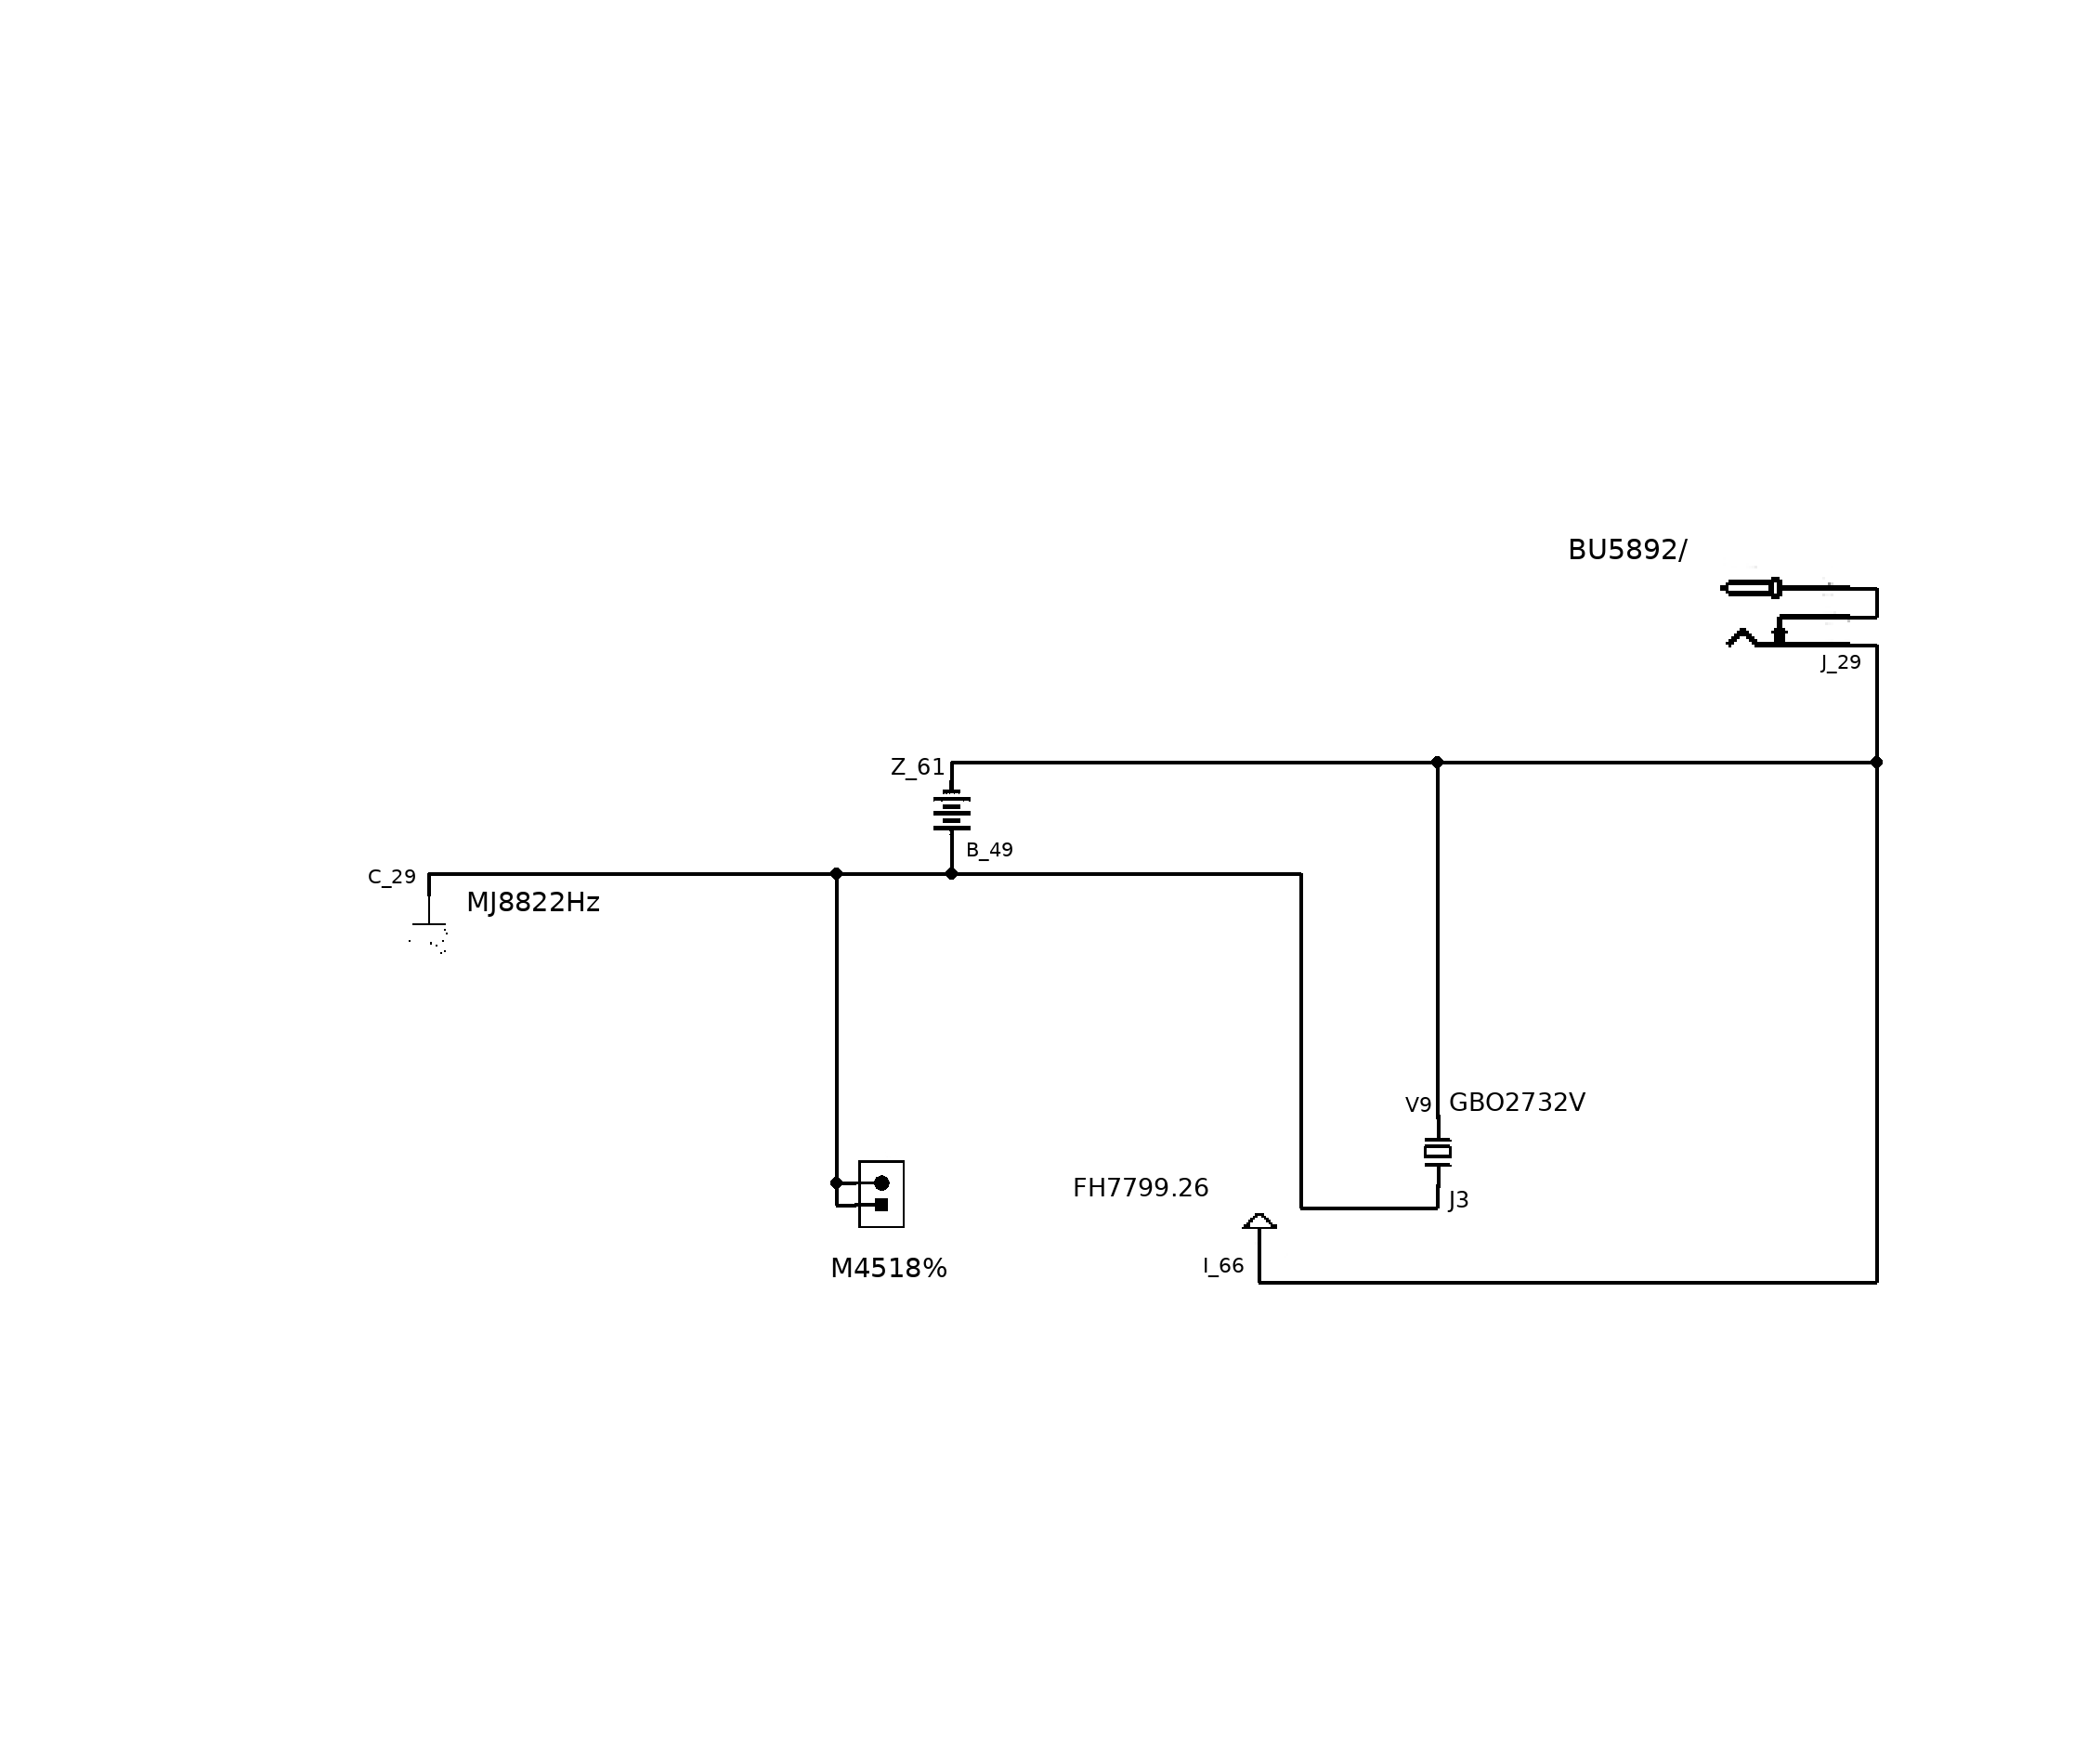 BU5892/
J_29
Z_61
B_49
C_29
MJ8822Hz
V9 GBO2732V
FH7799.26
J3
I_66
M4518%